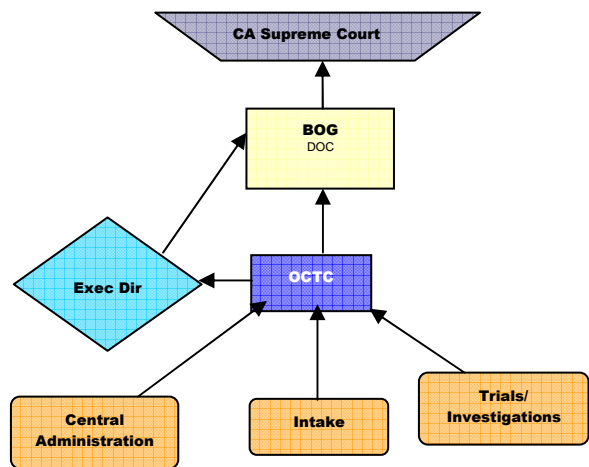 CA Supreme Court
BOG
DOC
Exec Dir
OCTC
Central
Administration
Intake
Trials/
Investigations